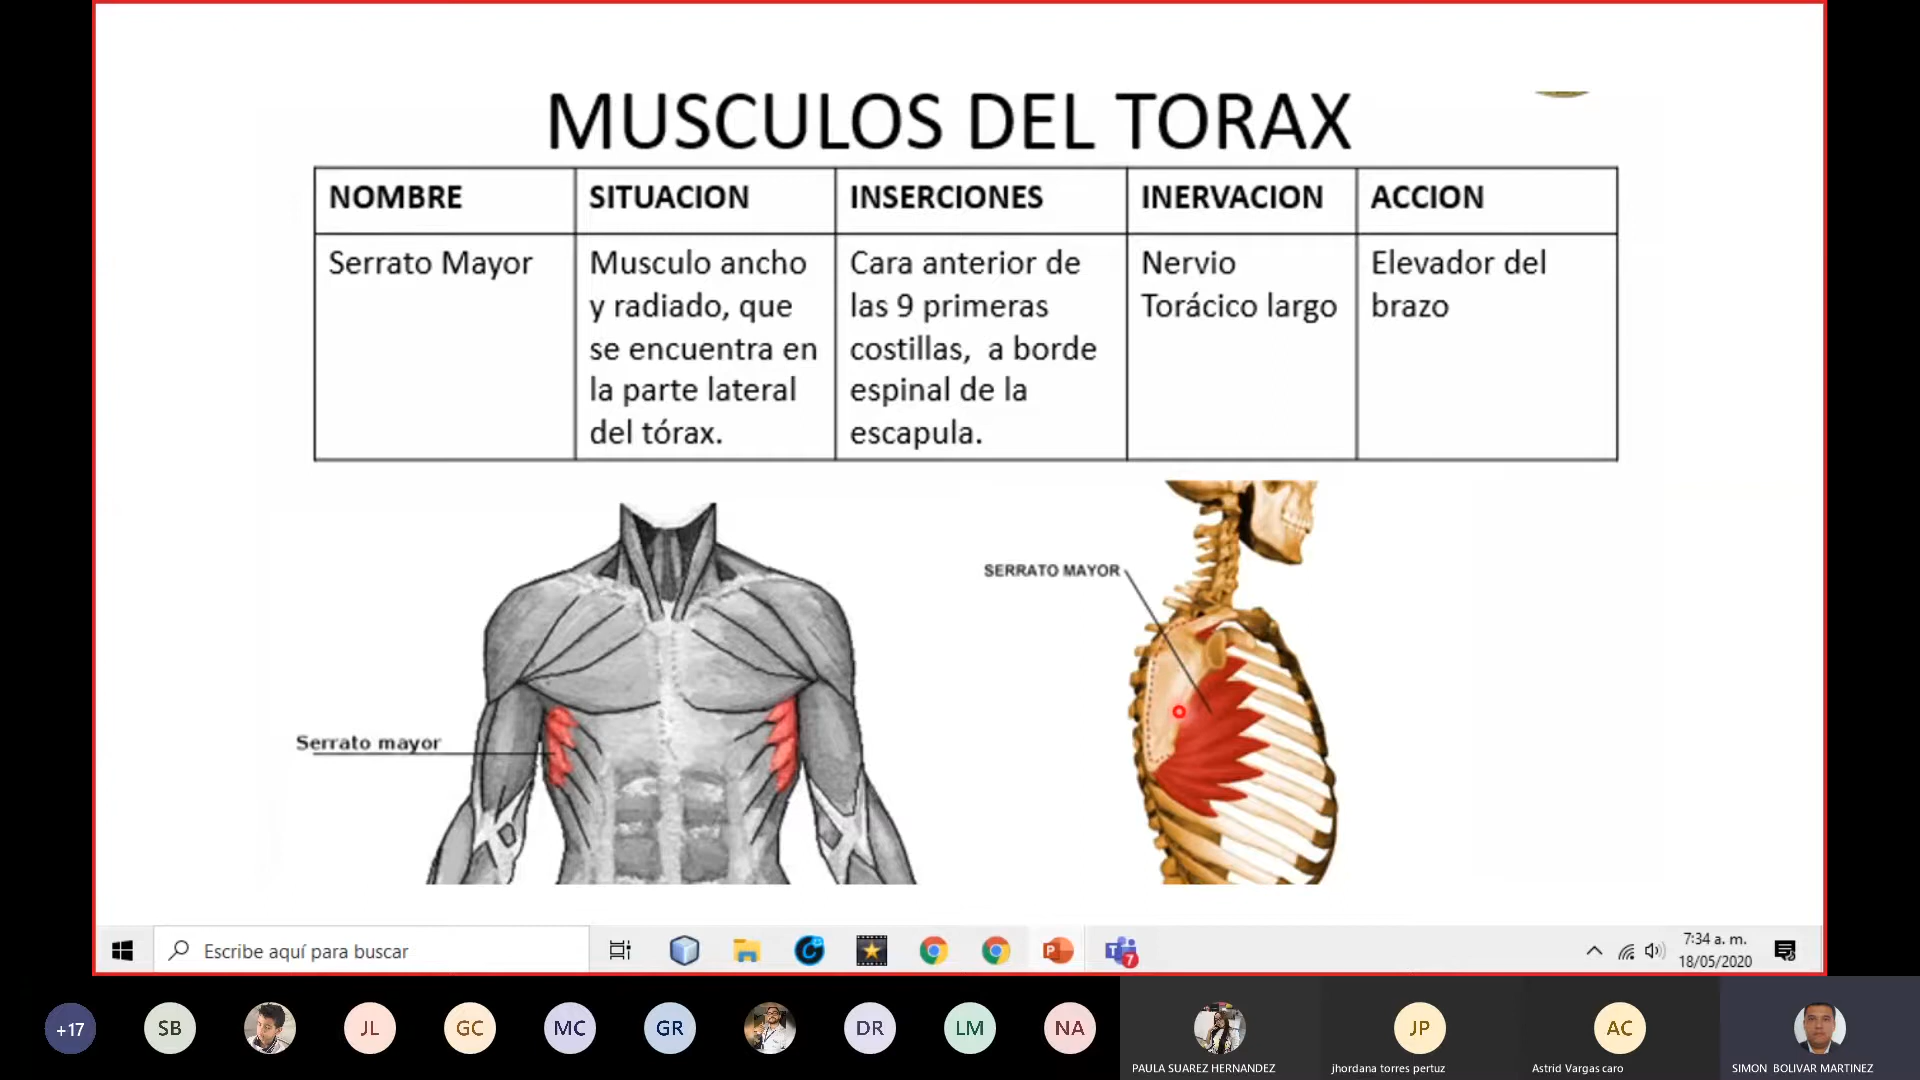 MUSCULOS DEL TORAX
NOMBRE
SITUACION
INSERCIONES
INERVACION
ACCION
Serrato Mayor
Musculo ancho
y radiado, que
se encuentra en
la parte lateral
del tórax.
Cara anterior de
las 9 primeras
costillas, a borde
espinal de la
escapula.
Nervio
Torácico largo
Elevador del
brazo
SERRATO MAYOR
Serrato mayor
Escribe aquí para buscar
7
7:34 a. m.
18/05/2020
+17
SB
JL
GC
MC
GR
DR
LM
NA
JP
AC
PAULA SUAREZ HERNANDEZ
jhordana torres pertuz
Astrid Vargas caro
SIMON BOLIVAR MARTINEZ